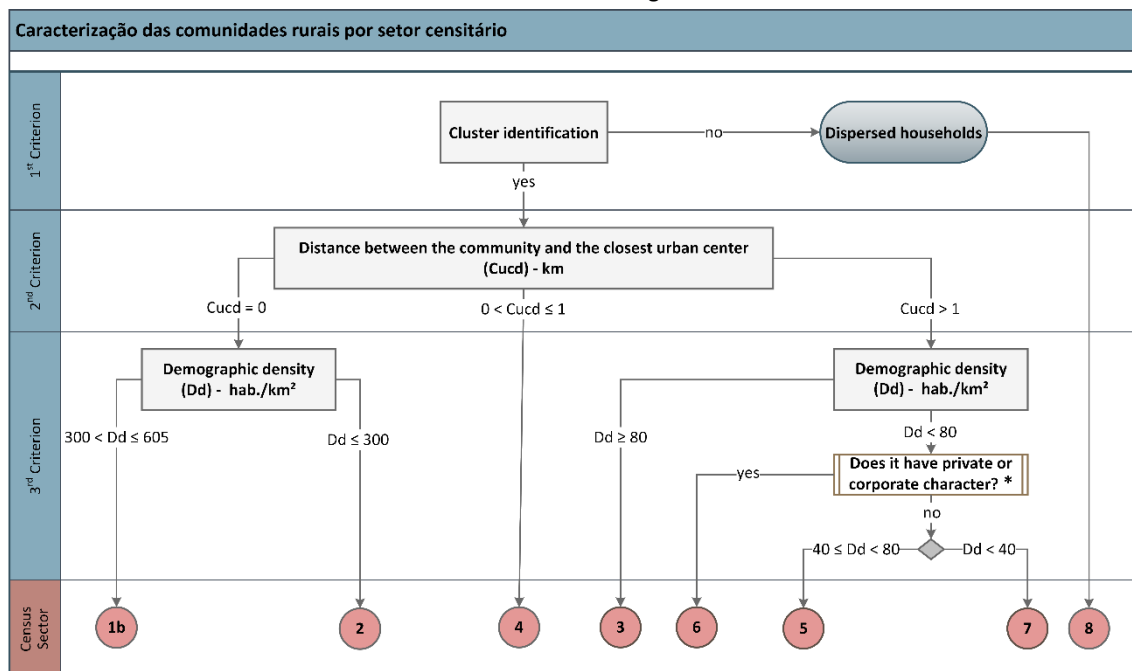 Caracterização das comunidades rurais por setor censitário
1st Criterion
Cluster identification
no
Dispersed households
yes
2nd Criterion
Distance between the community and the closest urban center
(Cucd) - km
Cucd = 0
0 < Cucd ≤ 1
Cucd > 1
3rd Criterion
Demographic density
(Dd) - hab./km²
Demographic density
(Dd) - hab./km²
300 < Dd ≤ 605
Dd ≤ 300
Dd ≥ 80
Dd < 80
Does it have private or
corporate character? *
yes
no
40 ≤ Dd < 80
Dd < 40
Census
Sector
1b
2
4
3
6
5
7
8